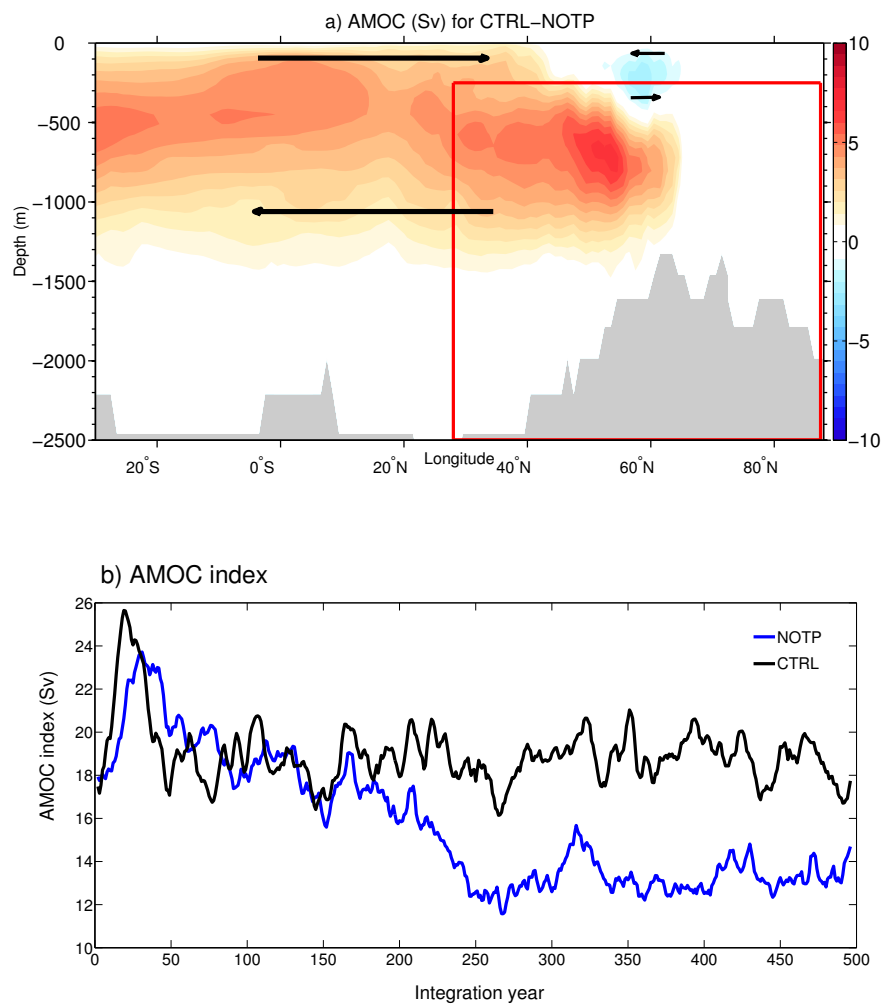 a) AMOC (Sv) for CTRL−NOTP
0
−500
−1000
−1500
−2000
−2500
Depth (m)
20°S
0°S
20°N
40°N
60°N
80°N
Longitude
10
5
0
−5
−10
b) AMOC index
26
24
22
20
18
16
14
12
10
AMOC index (Sv)
NOTP
CTRL
0 50 100 150 200 250 300 350 400 450 500
Integration year